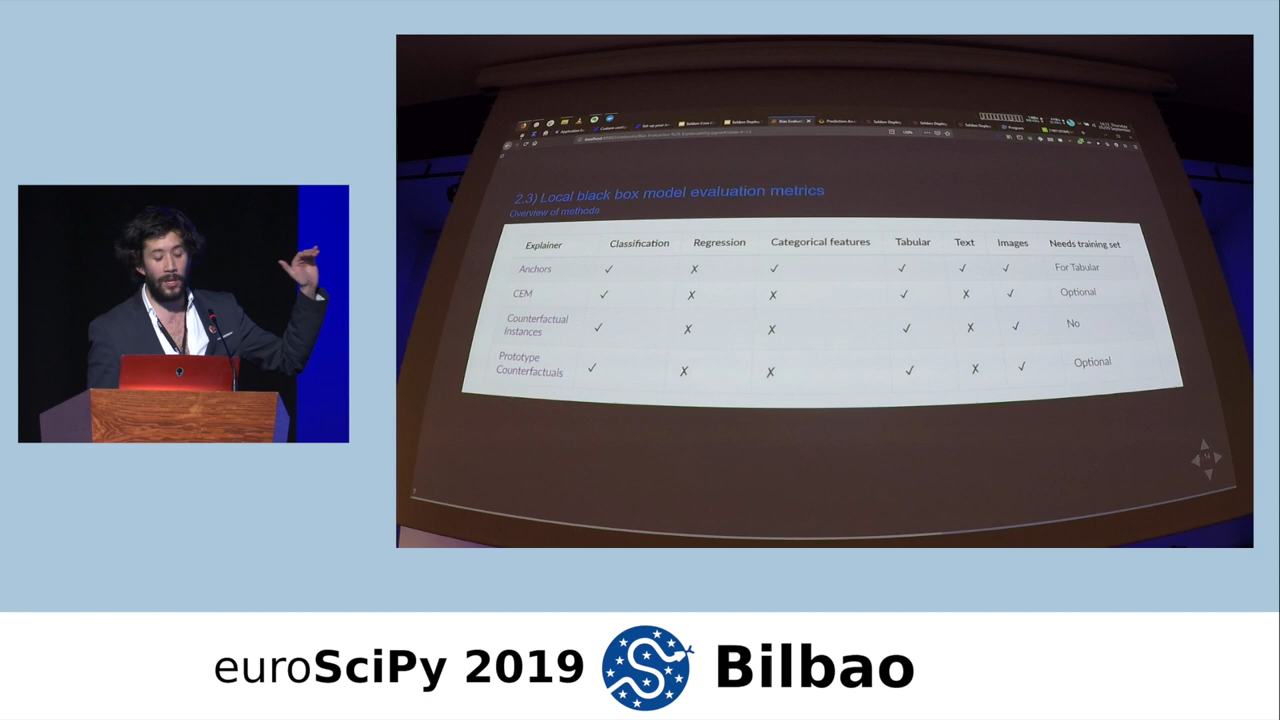 2.3) Local black box model evaluation metrics
Overview of methods
Explainer Classification Regression Categorical features Tabular Text Images Needs training set
Anchors ✓ ✗ ✓ ✓ ✓ ✓ For Tabular
CEM ✓ ✗ ✗ ✓ ✗ ✓ Optional
Counterfactual
Instances ✓ ✗ ✗ ✓ ✗ ✓ No
Prototype
Counterfactuals ✓ ✗ ✗ ✓ ✗ ✓ Optional
14
euroSciPy 2019 Bilbao